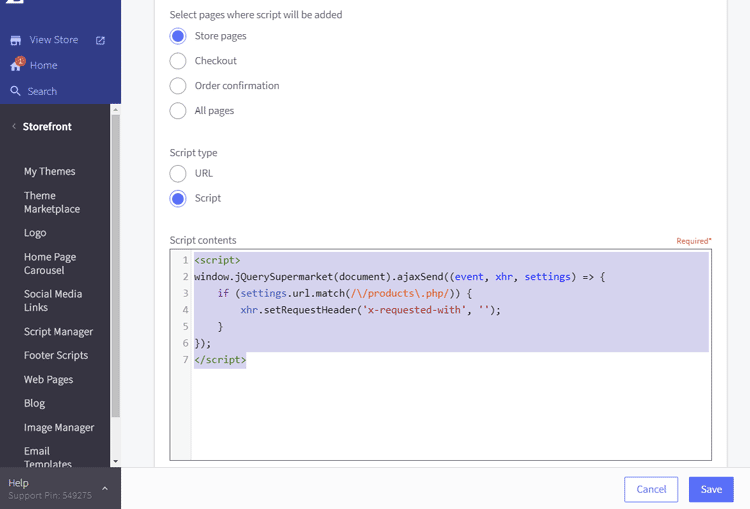 View Store
1
Home
Search
Storefront
My Themes
Theme
Marketplace
Logo
Home Page
Carousel
Social Media
Links
Script Manager
Footer Scripts
Web Pages
Blog
Image Manager
Email
Templates
Help
Support Pin: 549275
Select pages where script will be added
Store pages
Checkout
Order confirmation
All pages
Script type
URL
Script
Script contents
Required*
1 <script>
2 window.jQuerySupermarket(document).ajaxSend((event, xhr, settings) => {
3     if (settings.url.match(/\/products\.php/)) {
4         xhr.setRequestHeader('x-requested-with', '');
5     }
6 });
7 </script>
Cancel
Save